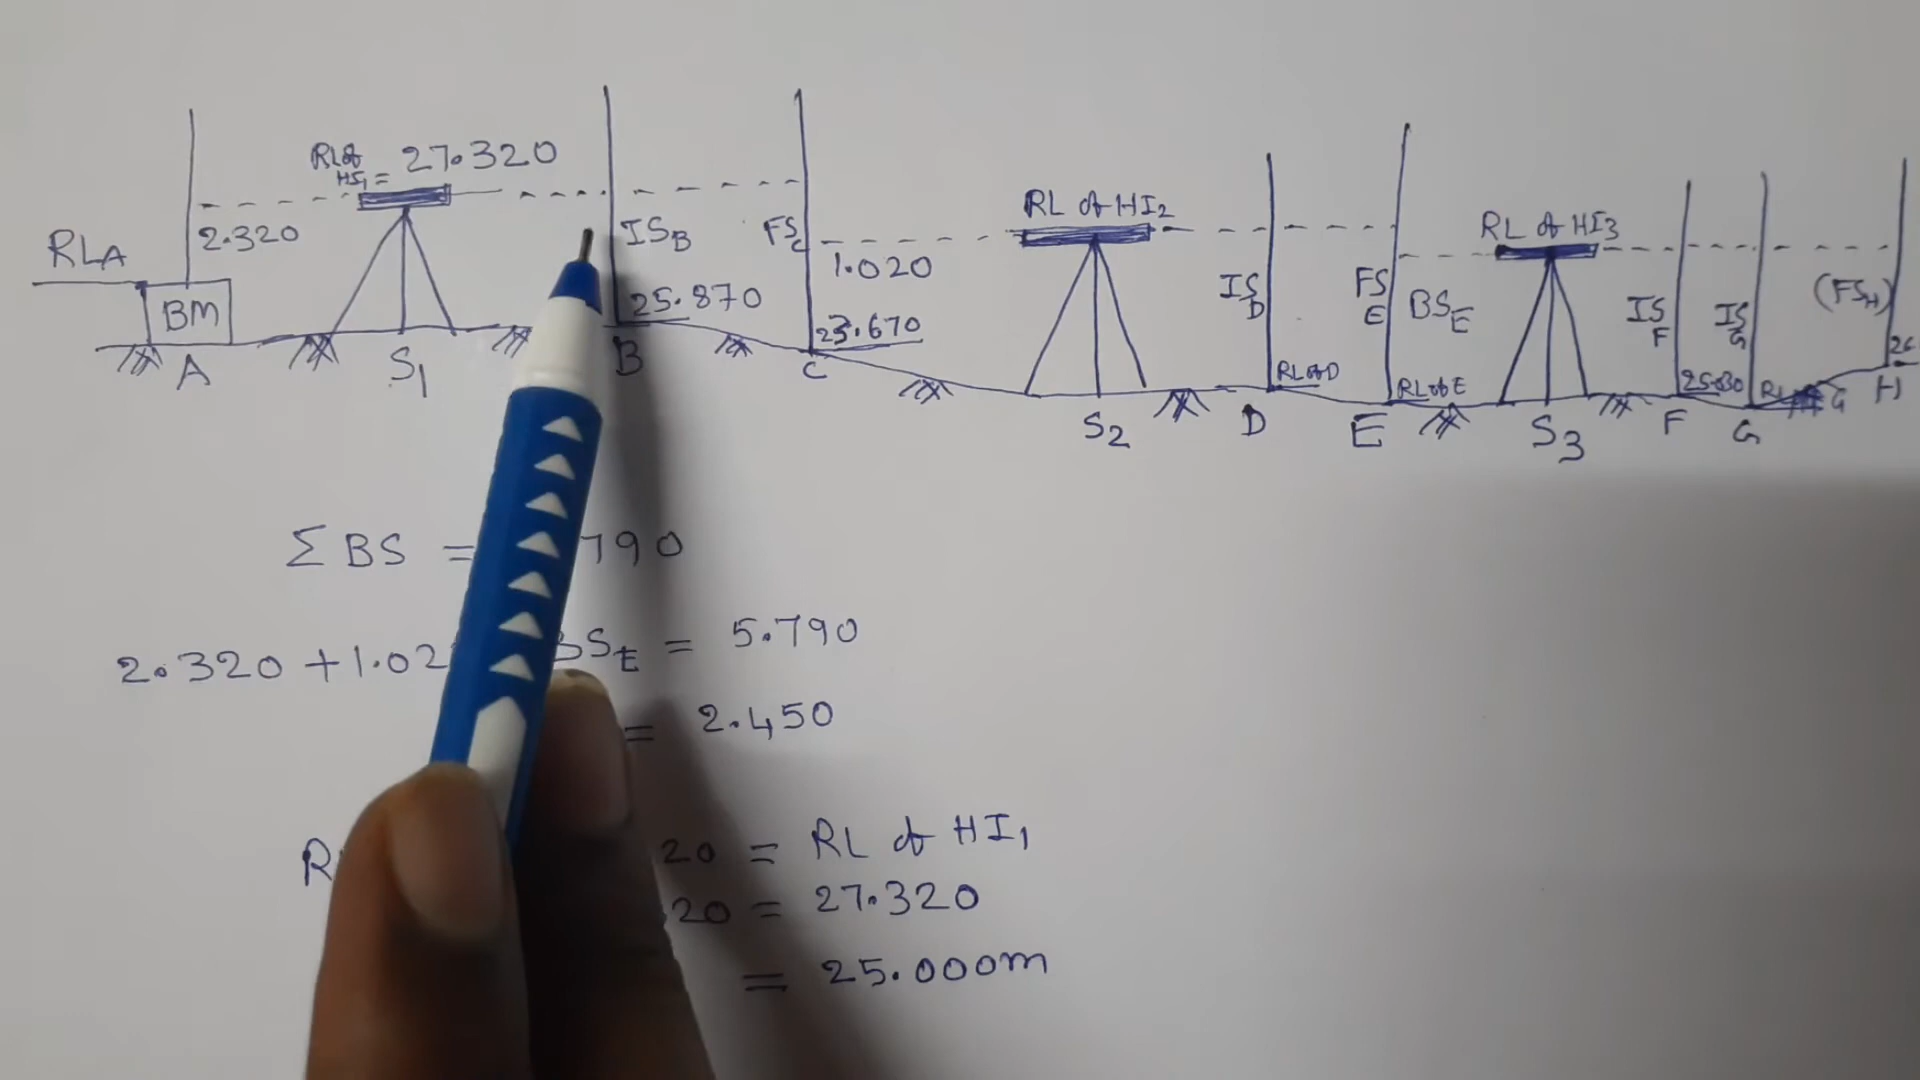 RL of HI1 = 27.320
2.320
RLA
BM
A
S1
ISB
25.870
B
FSC
23.670
C
1.020
RL of HI2
S2
ISD
RL of D
D
FSE
RL of E
E
BSE
RL of HI3
S3
ISF
25.030
F
ISG
G
G
(FSH)
H
ΣBS = 790
2.320 + 1.02 BSE = 5.790
= 2.450
20 = RL of HI1
20 = 27.320
= 25.000m